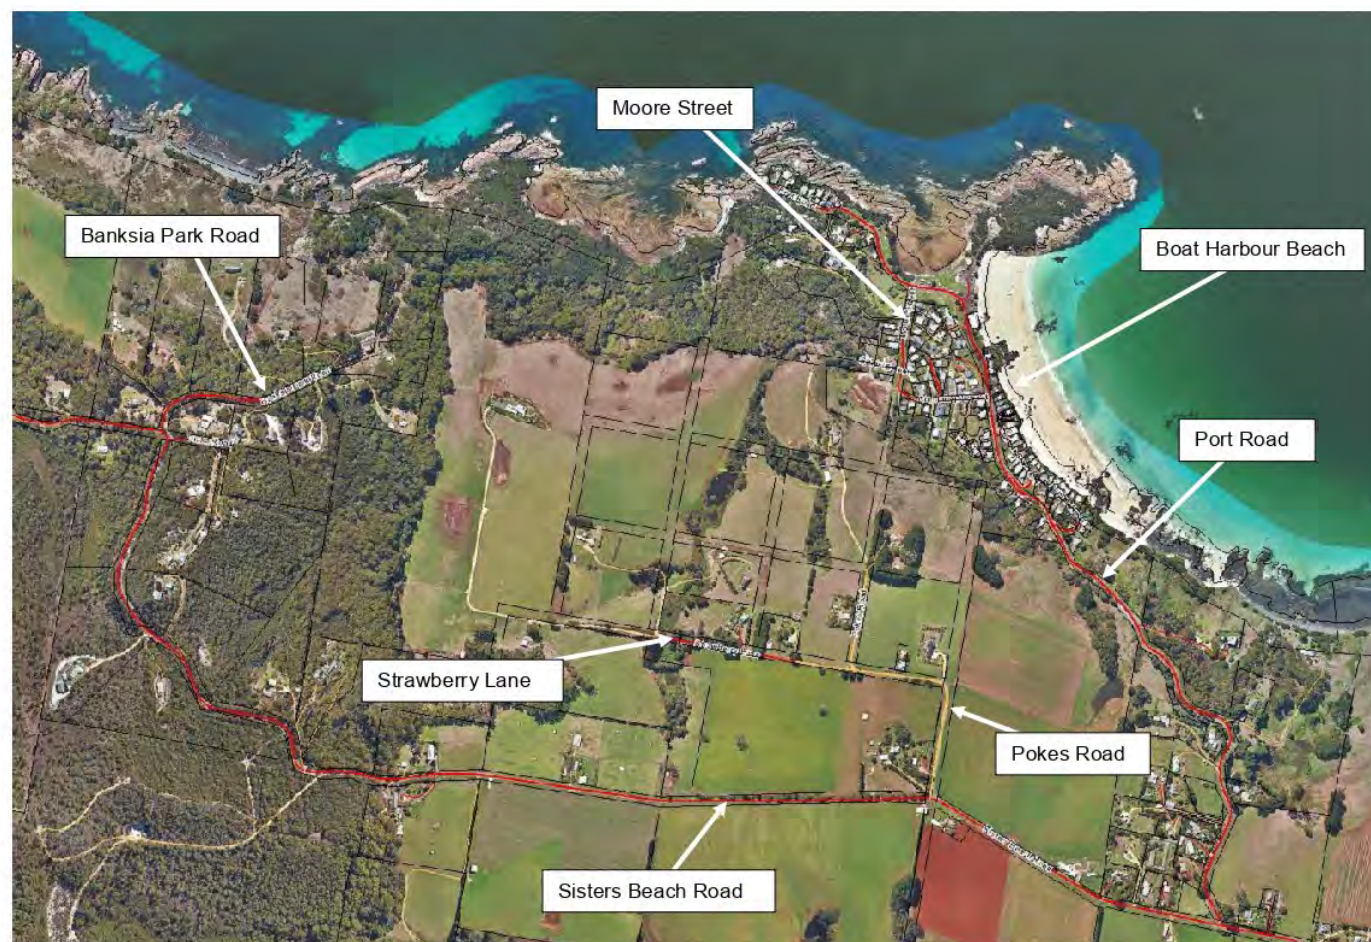 Moore Street
Banksia Park Road
Boat Harbour Beach
Port Road
Strawberry Lane
Pokes Road
Sisters Beach Road